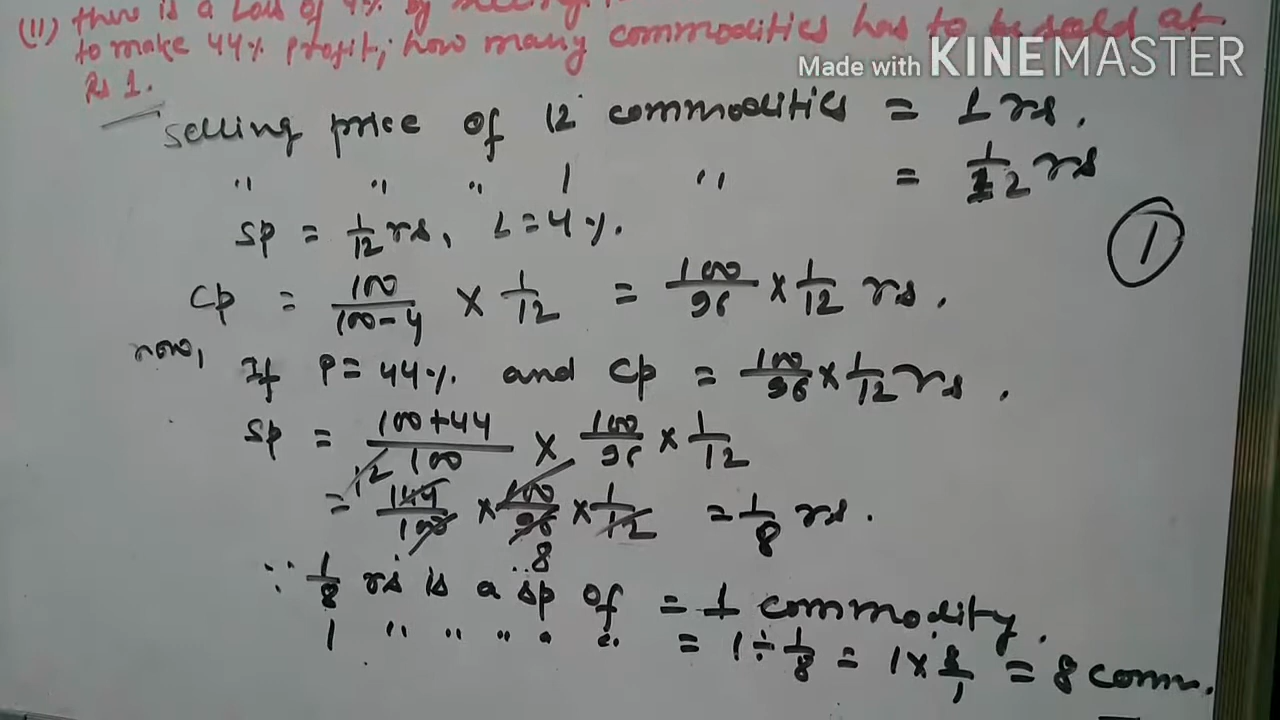 (11) there is a Loss of 4% by selling
to make 44% profit, how many commodities has to be sold at
Rs 1.
Made with KINEMASTER
selling price of 12 commodities = 1 rs.
" " " 1 " = 1/12 rs
SP = 1/12 rs, L = 4%.
CP = 100/100-4 × 1/12 = 100/96 × 1/12 rs.
now, If P = 44% and CP = 100/96 × 1/12 rs.
SP = 100+44/100 × 100/96 × 1/12
= 12 144/100 × 100/96 8 × 1/12 = 1/8 rs.
∵ 1/8 rs is a SP of = 1 commodity.
1 " " " " " = 1 ÷ 1/8 = 1 × 8/1 = 8 comm.
1